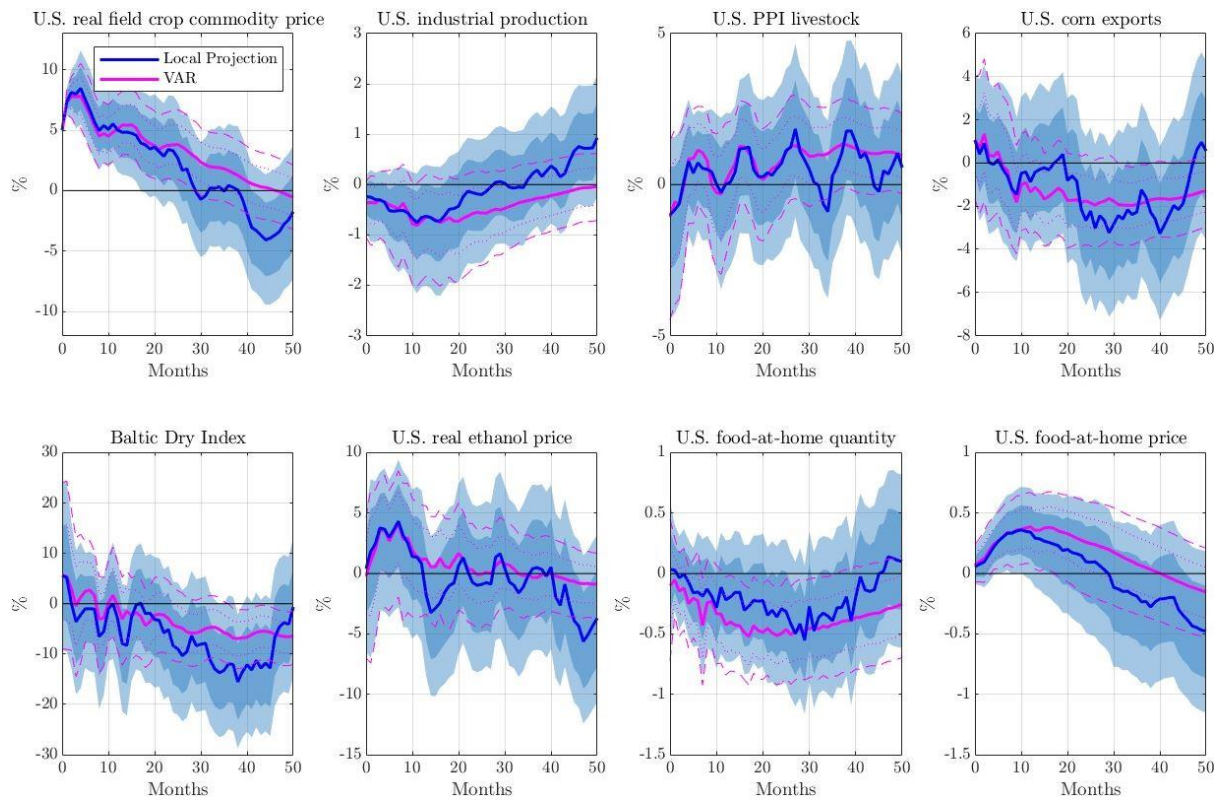 U.S. real field crop commodity price
U.S. industrial production
U.S. PPI livestock
U.S. corn exports
Local Projection
VAR
10
5
0
-5
-10
%
0 10 20 30 40 50
Months
3
2
1
0
-1
-2
-3
%
0 10 20 30 40 50
Months
5
0
-5
%
0 10 20 30 40 50
Months
6
4
2
0
-2
-4
-6
-8
%
0 10 20 30 40 50
Months
Baltic Dry Index
U.S. real ethanol price
U.S. food-at-home quantity
U.S. food-at-home price
30
20
10
0
-10
-20
-30
%
0 10 20 30 40 50
Months
10
5
0
-5
-10
-15
%
0 10 20 30 40 50
Months
1
0.5
0
-0.5
-1
-1.5
%
0 10 20 30 40 50
Months
1
0.5
0
-0.5
-1
-1.5
%
0 10 20 30 40 50
Months